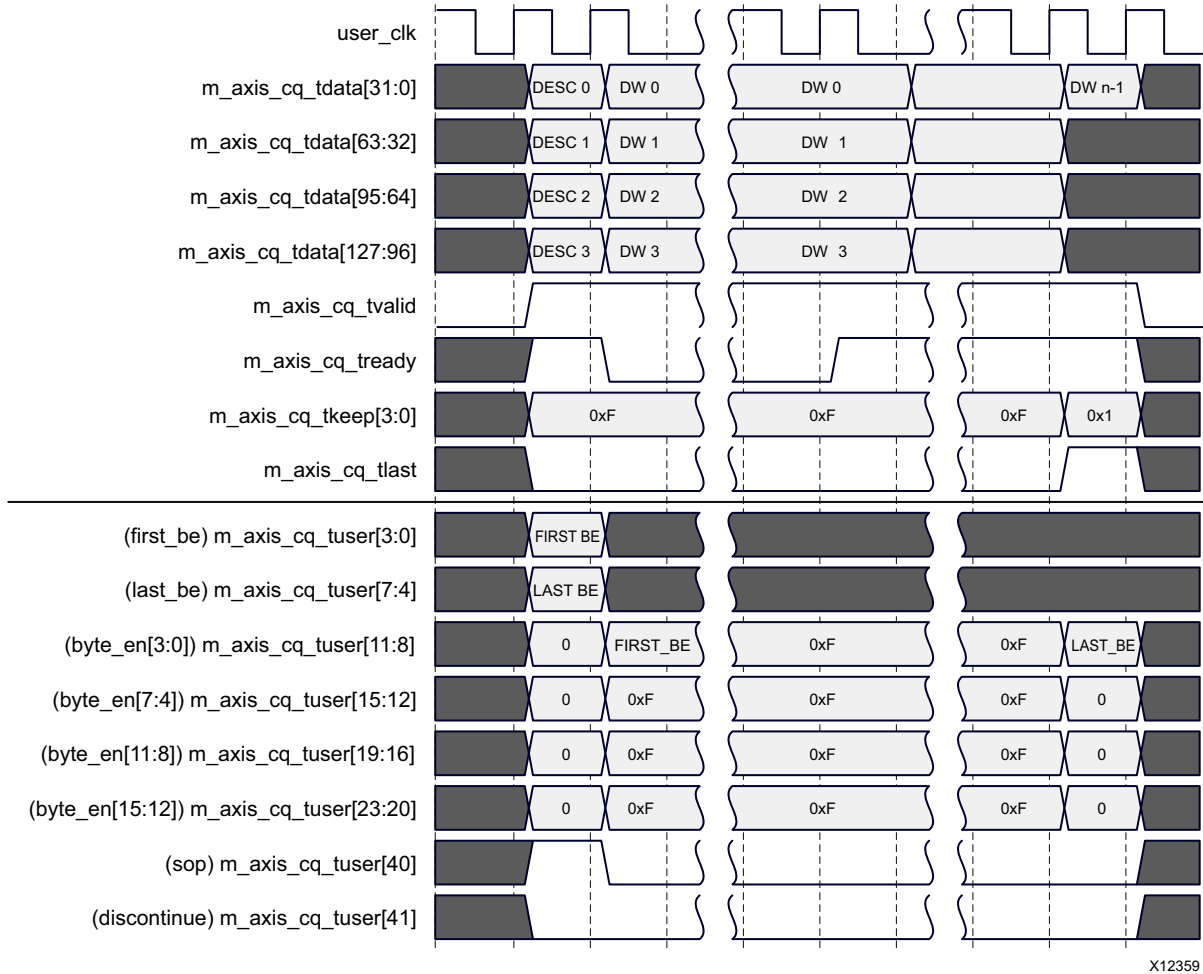 user_clk
m_axis_cq_tdata[31:0] DESC 0 DW 0 DW 0 DW n-1
m_axis_cq_tdata[63:32] DESC 1 DW 1 DW 1
m_axis_cq_tdata[95:64] DESC 2 DW 2 DW 2
m_axis_cq_tdata[127:96] DESC 3 DW 3 DW 3
m_axis_cq_tvalid
m_axis_cq_tready
m_axis_cq_tkeep[3:0] 0xF 0xF 0xF 0x1
m_axis_cq_tlast
(first_be) m_axis_cq_tuser[3:0] FIRST BE
(last_be) m_axis_cq_tuser[7:4] LAST BE
(byte_en[3:0]) m_axis_cq_tuser[11:8] 0 FIRST_BE 0xF 0xF LAST_BE
(byte_en[7:4]) m_axis_cq_tuser[15:12] 0 0xF 0xF 0xF 0
(byte_en[11:8]) m_axis_cq_tuser[19:16] 0 0xF 0xF 0xF 0
(byte_en[15:12]) m_axis_cq_tuser[23:20] 0 0xF 0xF 0xF 0
(sop) m_axis_cq_tuser[40]
(discontinue) m_axis_cq_tuser[41]
X12359